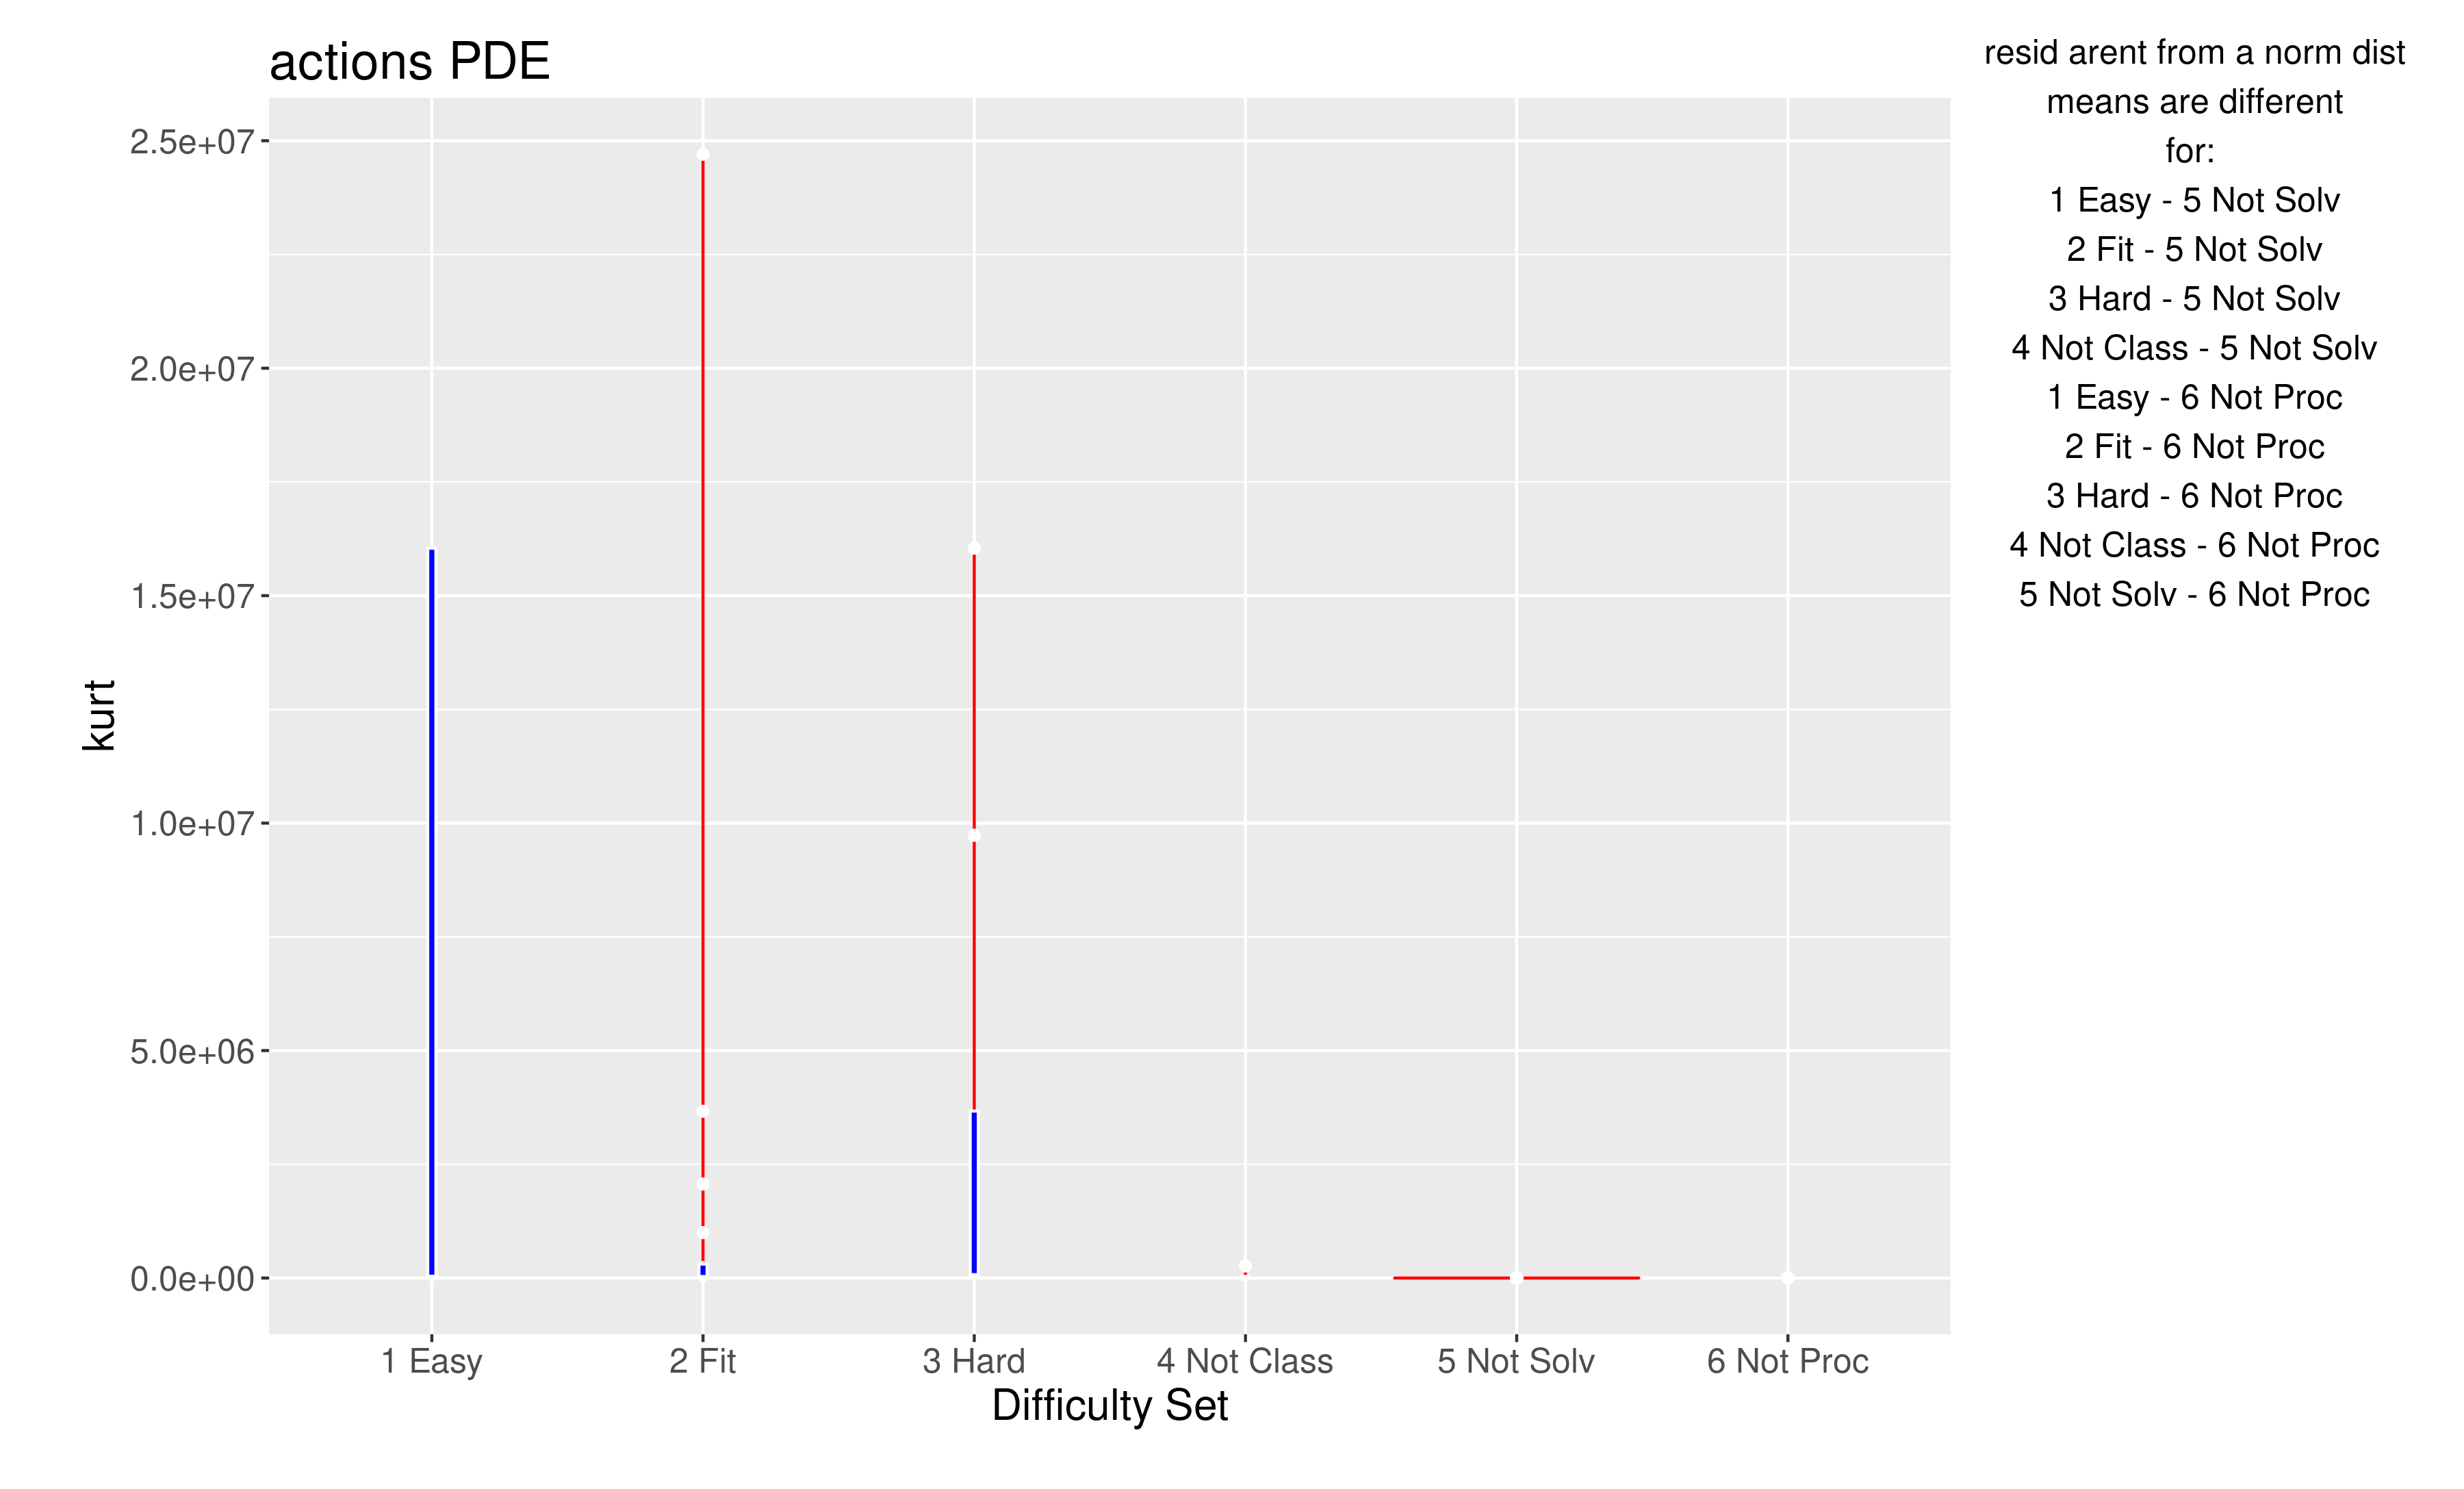 actions PDE
resid arent from a norm dist
means are different
for:
1 Easy - 5 Not Solv
2 Fit - 5 Not Solv
3 Hard - 5 Not Solv
4 Not Class - 5 Not Solv
1 Easy - 6 Not Proc
2 Fit - 6 Not Proc
3 Hard - 6 Not Proc
4 Not Class - 6 Not Proc
5 Not Solv - 6 Not Proc
kurt
2.5e+07
2.0e+07
1.5e+07
1.0e+07
5.0e+06
0.0e+00
1 Easy 2 Fit 3 Hard 4 Not Class 5 Not Solv 6 Not Proc
Difficulty Set